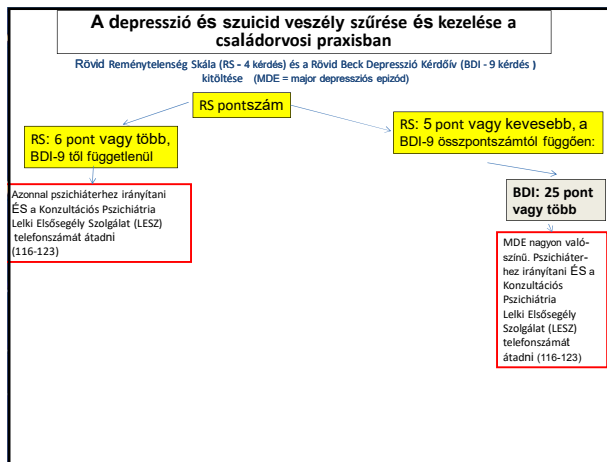 A depresszió és szuicid veszély szűrése és kezelése a
családorvosi praxisban
Rövid Reménytelenség Skála (RS - 4 kérdés) és a Rövid Beck Depresszió Kérdőív (BDI - 9 kérdés )
kitöltése (MDE = major depressziós epizód)
RS pontszám
RS: 6 pont vagy több,
BDI-9 től függetlenül
RS: 5 pont vagy kevesebb, a
BDI-9 összpontszámtól függően:
Azonnal pszichiáterhez irányítani
ÉS a Konzultációs Pszichiátria
Lelki Elsősegély Szolgálat (LESZ)
telefonszámát átadni
(116-123)
BDI: 25 pont
vagy több
MDE nagyon való-
színű. Pszichiáter-
hez irányítani ÉS a
Konzultációs
Pszichiátria
Lelki Elsősegély
Szolgálat (LESZ)
telefonszámát
átadni (116-123)